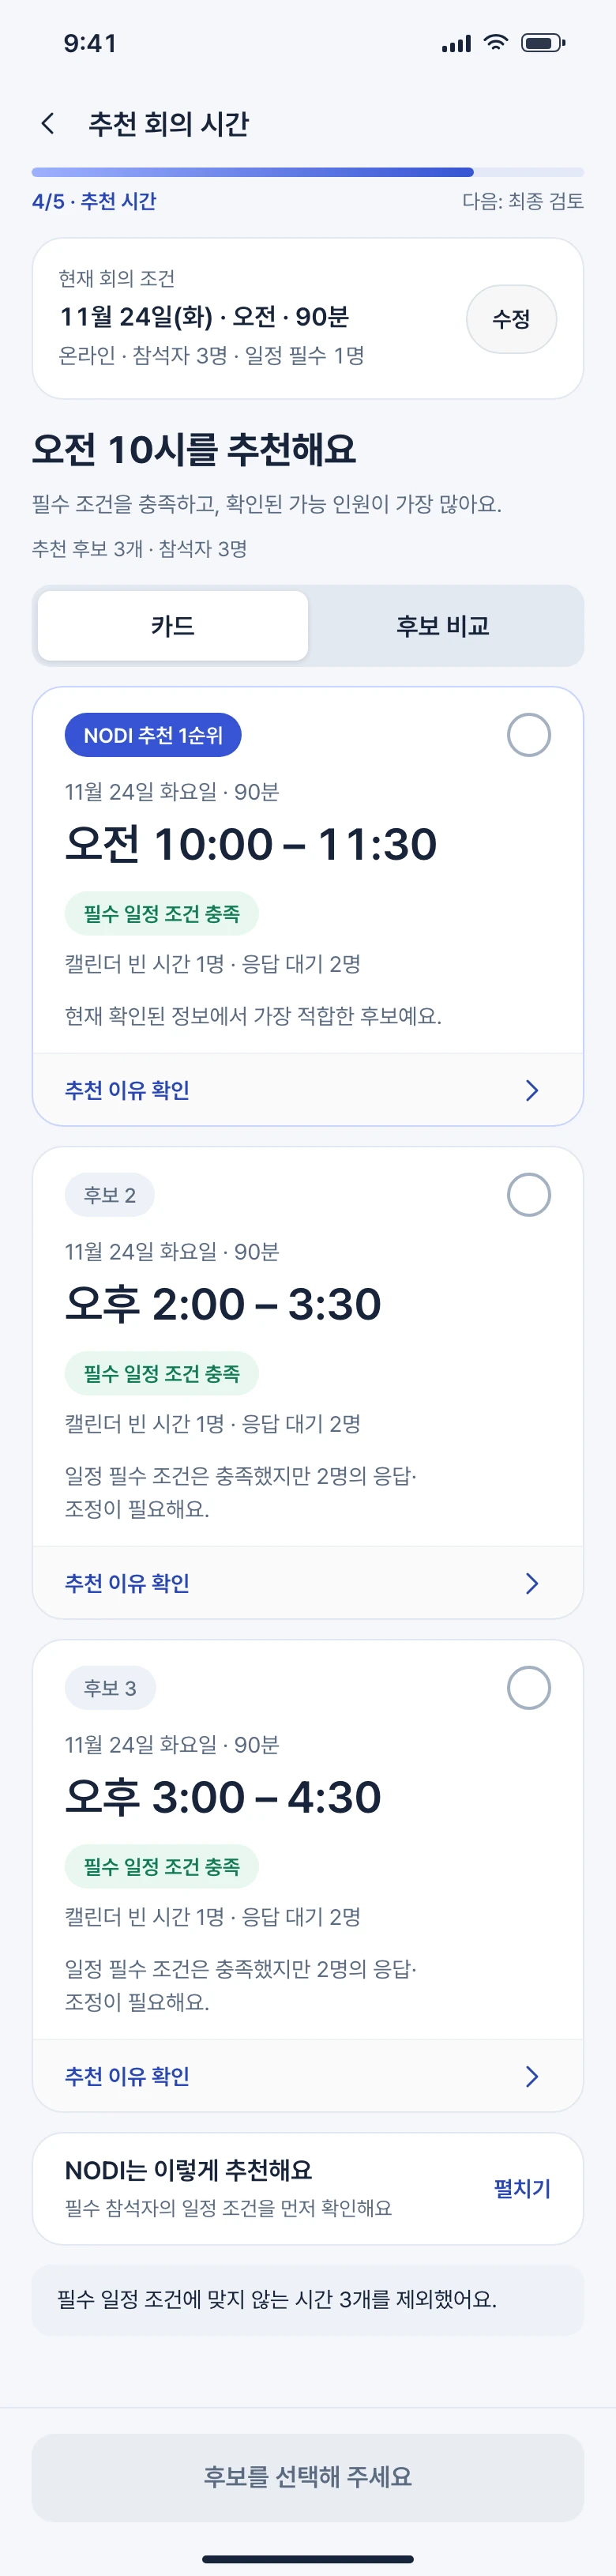 9:41
추천 회의 시간
4/5 · 추천 시간
다음: 최종 검토
현재 회의 조건
11월 24일(화) · 오전 · 90분
온라인 · 참석자 3명 · 일정 필수 1명
수정
오전 10시를 추천해요
필수 조건을 충족하고, 확인된 가능 인원이 가장 많아요.
추천 후보 3개 · 참석자 3명
카드
후보 비교
NODI 추천 1순위
11월 24일 화요일 · 90분
오전 10:00 – 11:30
필수 일정 조건 충족
캘린더 빈 시간 1명 · 응답 대기 2명
현재 확인된 정보에서 가장 적합한 후보예요.
추천 이유 확인
후보 2
11월 24일 화요일 · 90분
오후 2:00 – 3:30
필수 일정 조건 충족
캘린더 빈 시간 1명 · 응답 대기 2명
일정 필수 조건은 충족했지만 2명의 응답·
조정이 필요해요.
추천 이유 확인
후보 3
11월 24일 화요일 · 90분
오후 3:00 – 4:30
필수 일정 조건 충족
캘린더 빈 시간 1명 · 응답 대기 2명
일정 필수 조건은 충족했지만 2명의 응답·
조정이 필요해요.
추천 이유 확인
NODI는 이렇게 추천해요
필수 참석자의 일정 조건을 먼저 확인해요
펼치기
필수 일정 조건에 맞지 않는 시간 3개를 제외했어요.
후보를 선택해 주세요